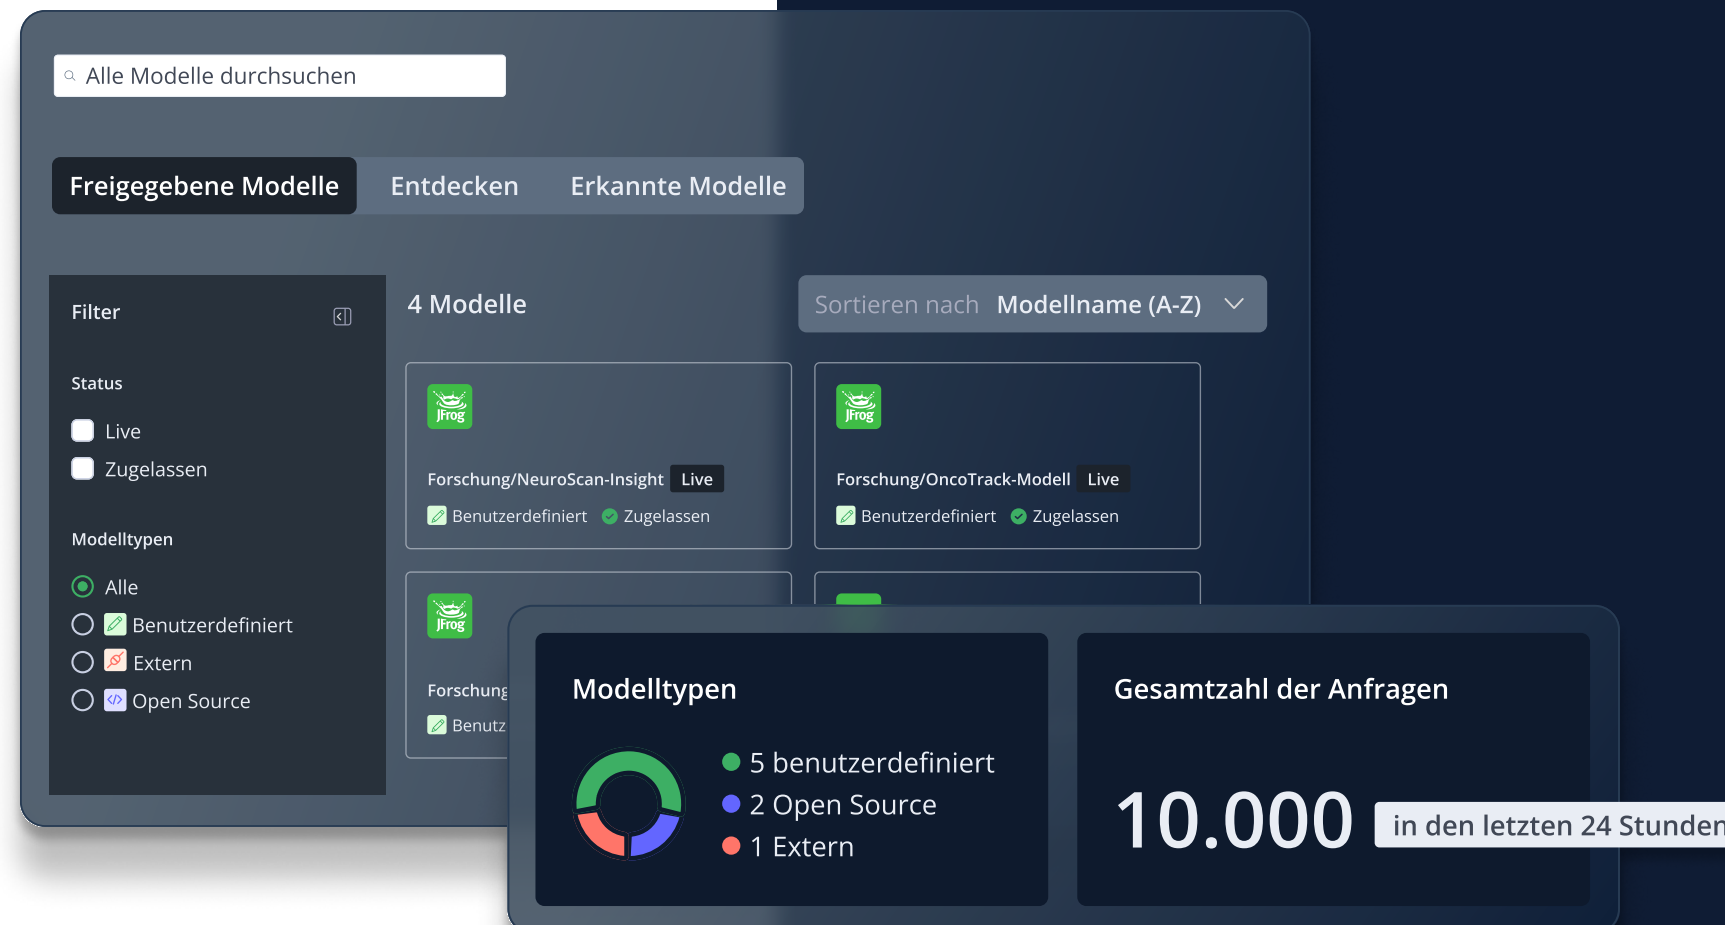 Alle Modelle durchsuchen
Freigegebene Modelle Entdecken Erkannte Modelle
Filter
Status
Live
Zugelassen
Modelltypen
Alle
Benutzerdefiniert
Extern
Open Source
4 Modelle
Sortieren nach Modellname (A-Z)
JFrog
Forschung/NeuroScan-Insight Live
Benutzerdefiniert Zugelassen
JFrog
Forschung/OncoTrack-Modell Live
Benutzerdefiniert Zugelassen
JFrog
Forschung
Benutz
Modelltypen
5 benutzerdefiniert
2 Open Source
1 Extern
Gesamtzahl der Anfragen
10.000 in den letzten 24 Stunden